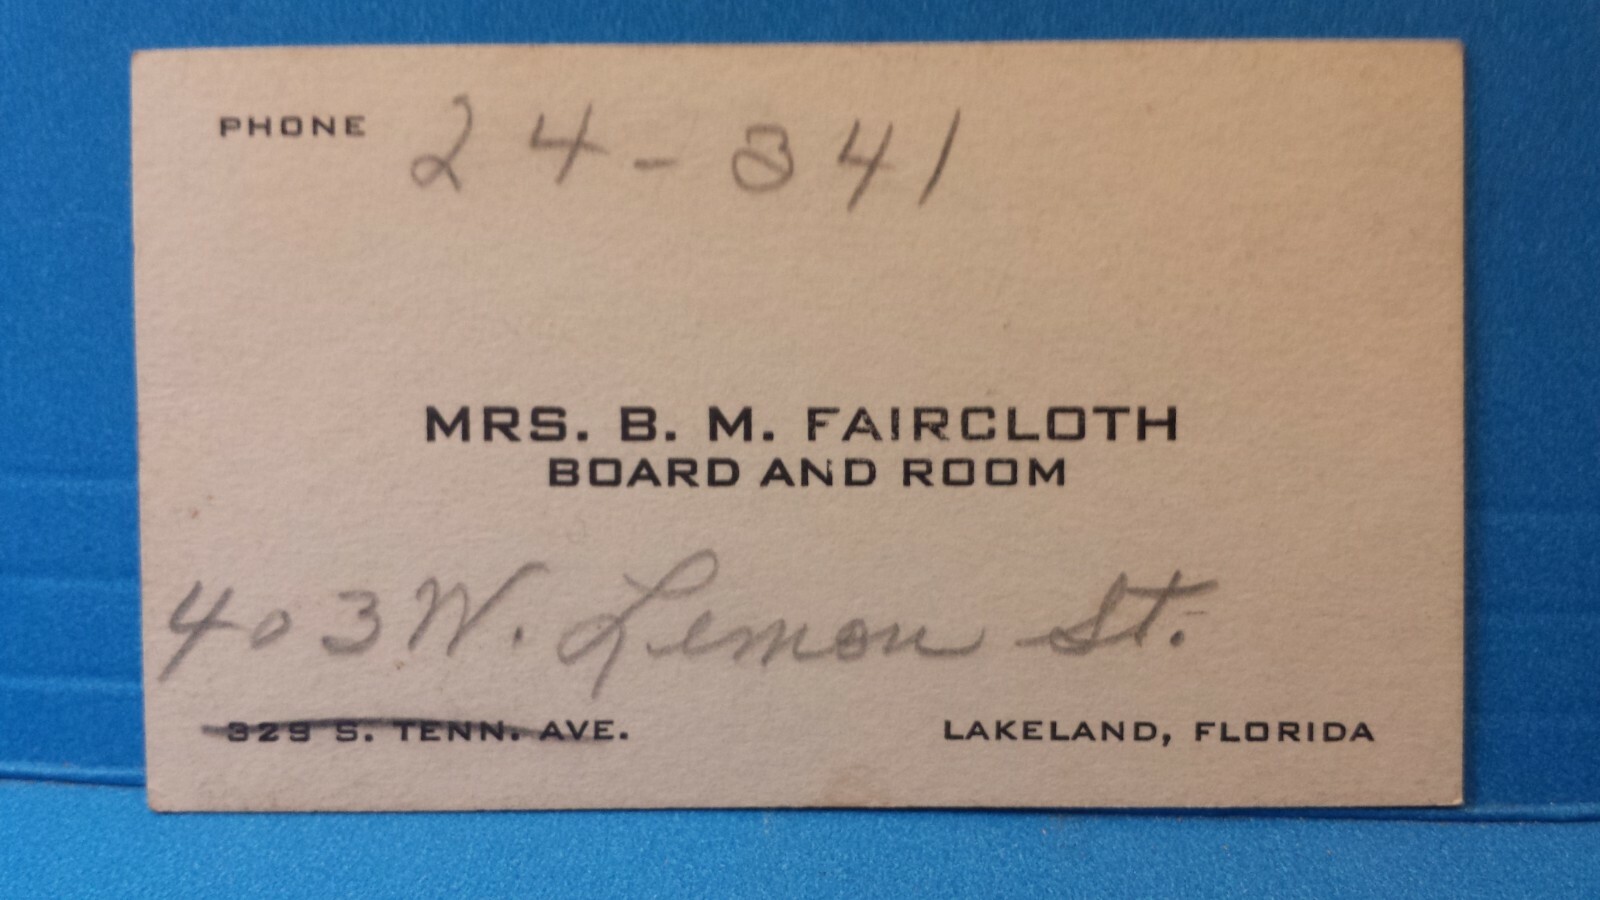 PHONE 24-341
MRS. B. M. FAIRCLOTH
BOARD AND ROOM
403 W. Lemon St.
329 S. TENN. AVE. LAKELAND, FLORIDA